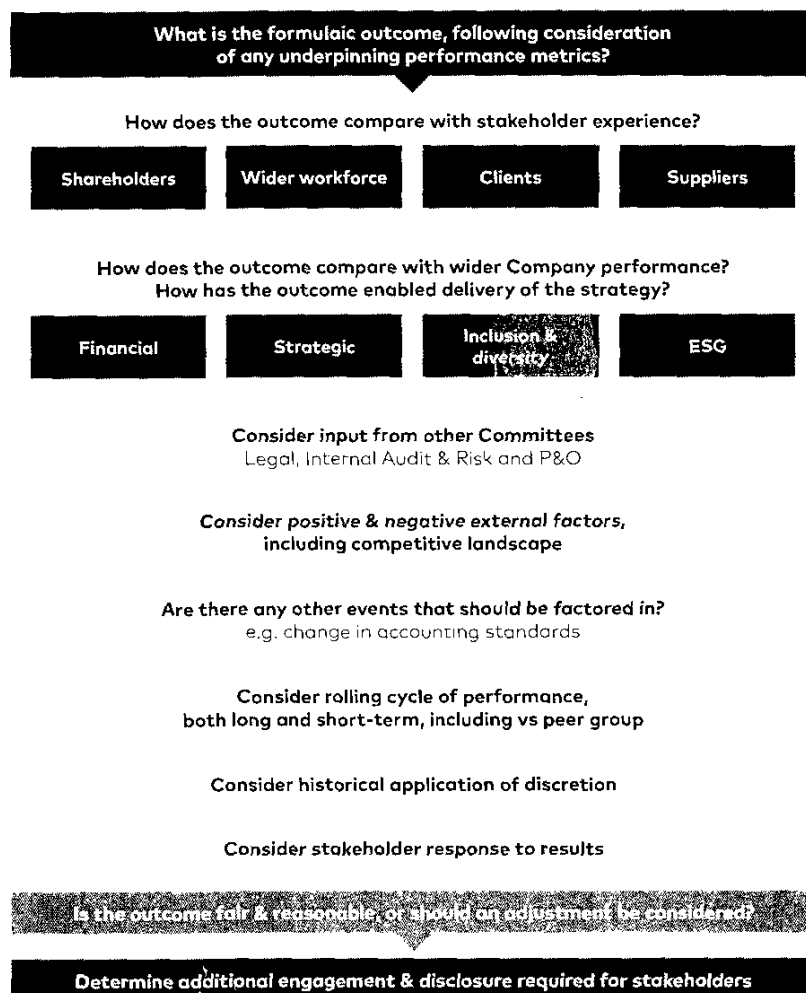 What is the formulaic outcome, following consideration
of any underpinning performance metrics?
How does the outcome compare with stakeholder experience?
Shareholders
Wider workforce
Clients
Suppliers
How does the outcome compare with wider Company performance?
How has the outcome enabled delivery of the strategy?
Financial
Strategic
Inclusion &
diversity
ESG
Consider input from other Committees
Legal, Internal Audit & Risk and P&O
Consider positive & negative external factors,
including competitive landscape
Are there any other events that should be factored in?
e.g. change in accounting standards
Consider rolling cycle of performance,
both long and short-term, including vs peer group
Consider historical application of discretion
Consider stakeholder response to results
Is the outcome fair & reasonable, or should an adjustment be considered?
Determine additional engagement & disclosure required for stakeholders